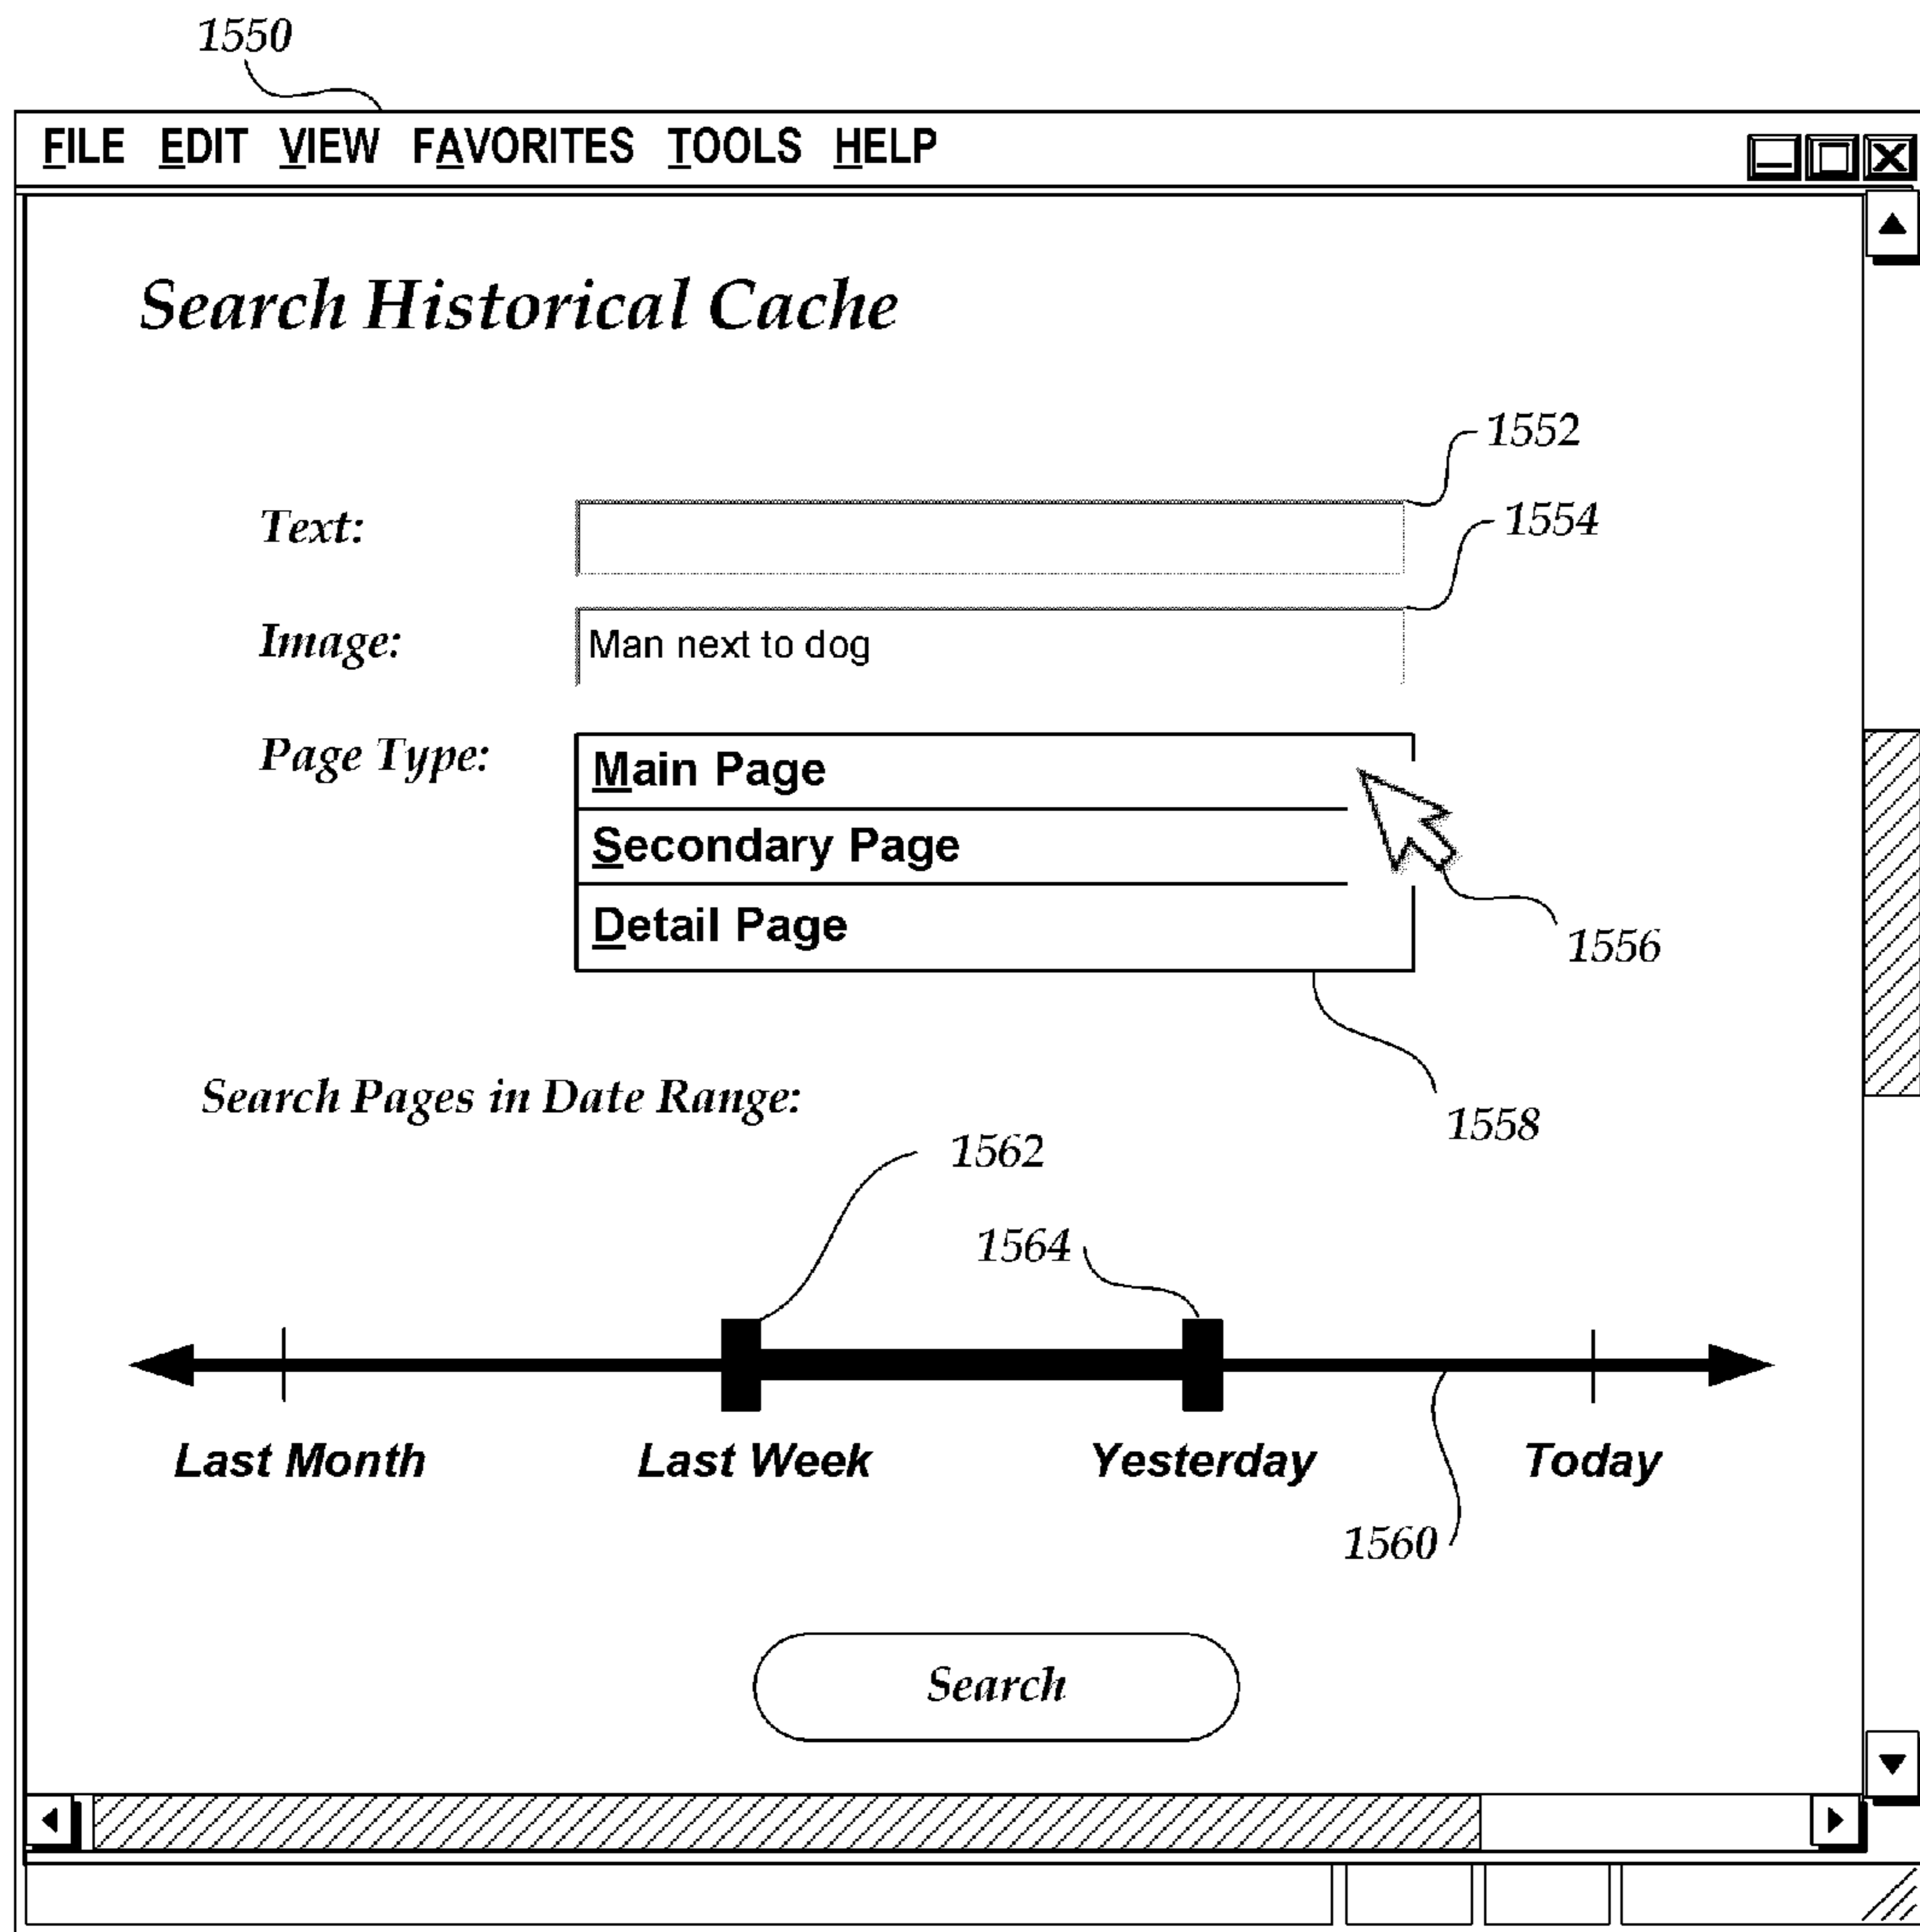 1550
FILE EDIT VIEW FAVORITES TOOLS HELP
Search Historical Cache
1552
Text:
1554
Image: Man next to dog
Page Type: Main Page
Secondary Page
Detail Page
1556
1558
Search Pages in Date Range:
1562
1564
Last Month Last Week Yesterday Today
1560
Search